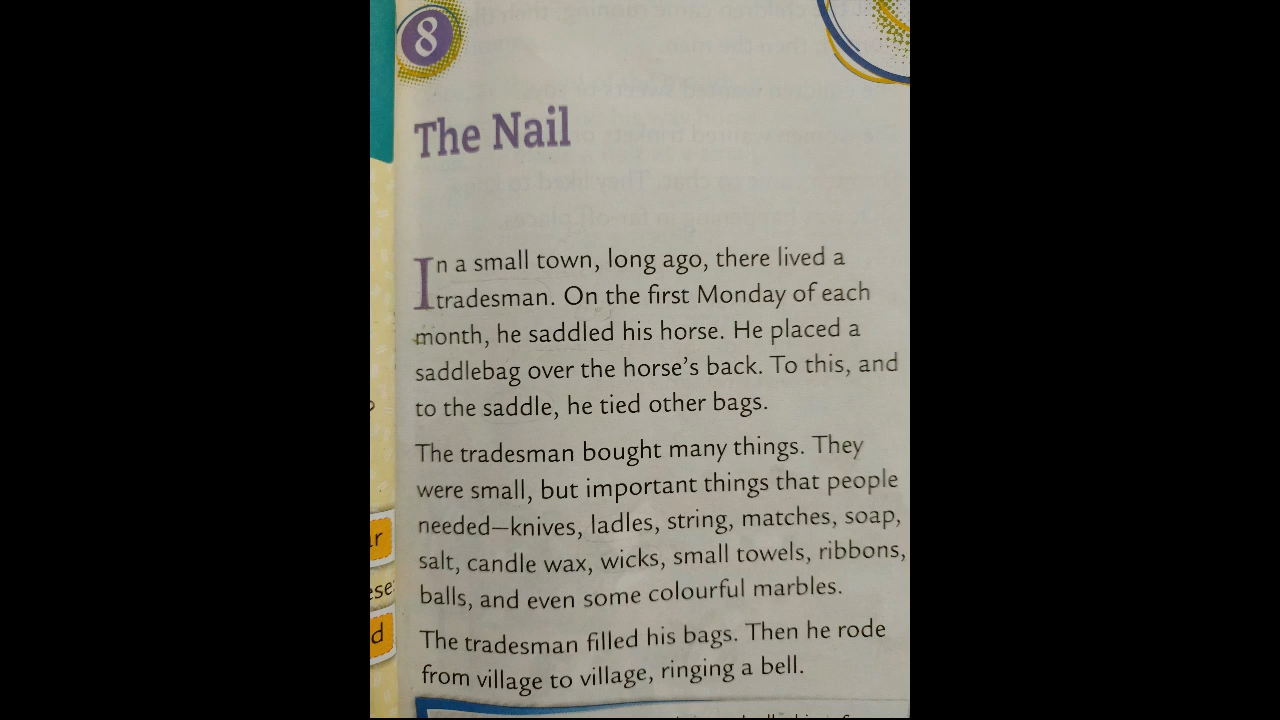 8
The Nail
In a small town, long ago, there lived a
tradesman. On the first Monday of each
month, he saddled his horse. He placed a
saddlebag over the horse's back. To this, and
to the saddle, he tied other bags.
The tradesman bought many things. They
were small, but important things that people
needed—knives, ladles, string, matches, soap,
salt, candle wax, wicks, small towels, ribbons,
balls, and even some colourful marbles.
The tradesman filled his bags. Then he rode
from village to village, ringing a bell.